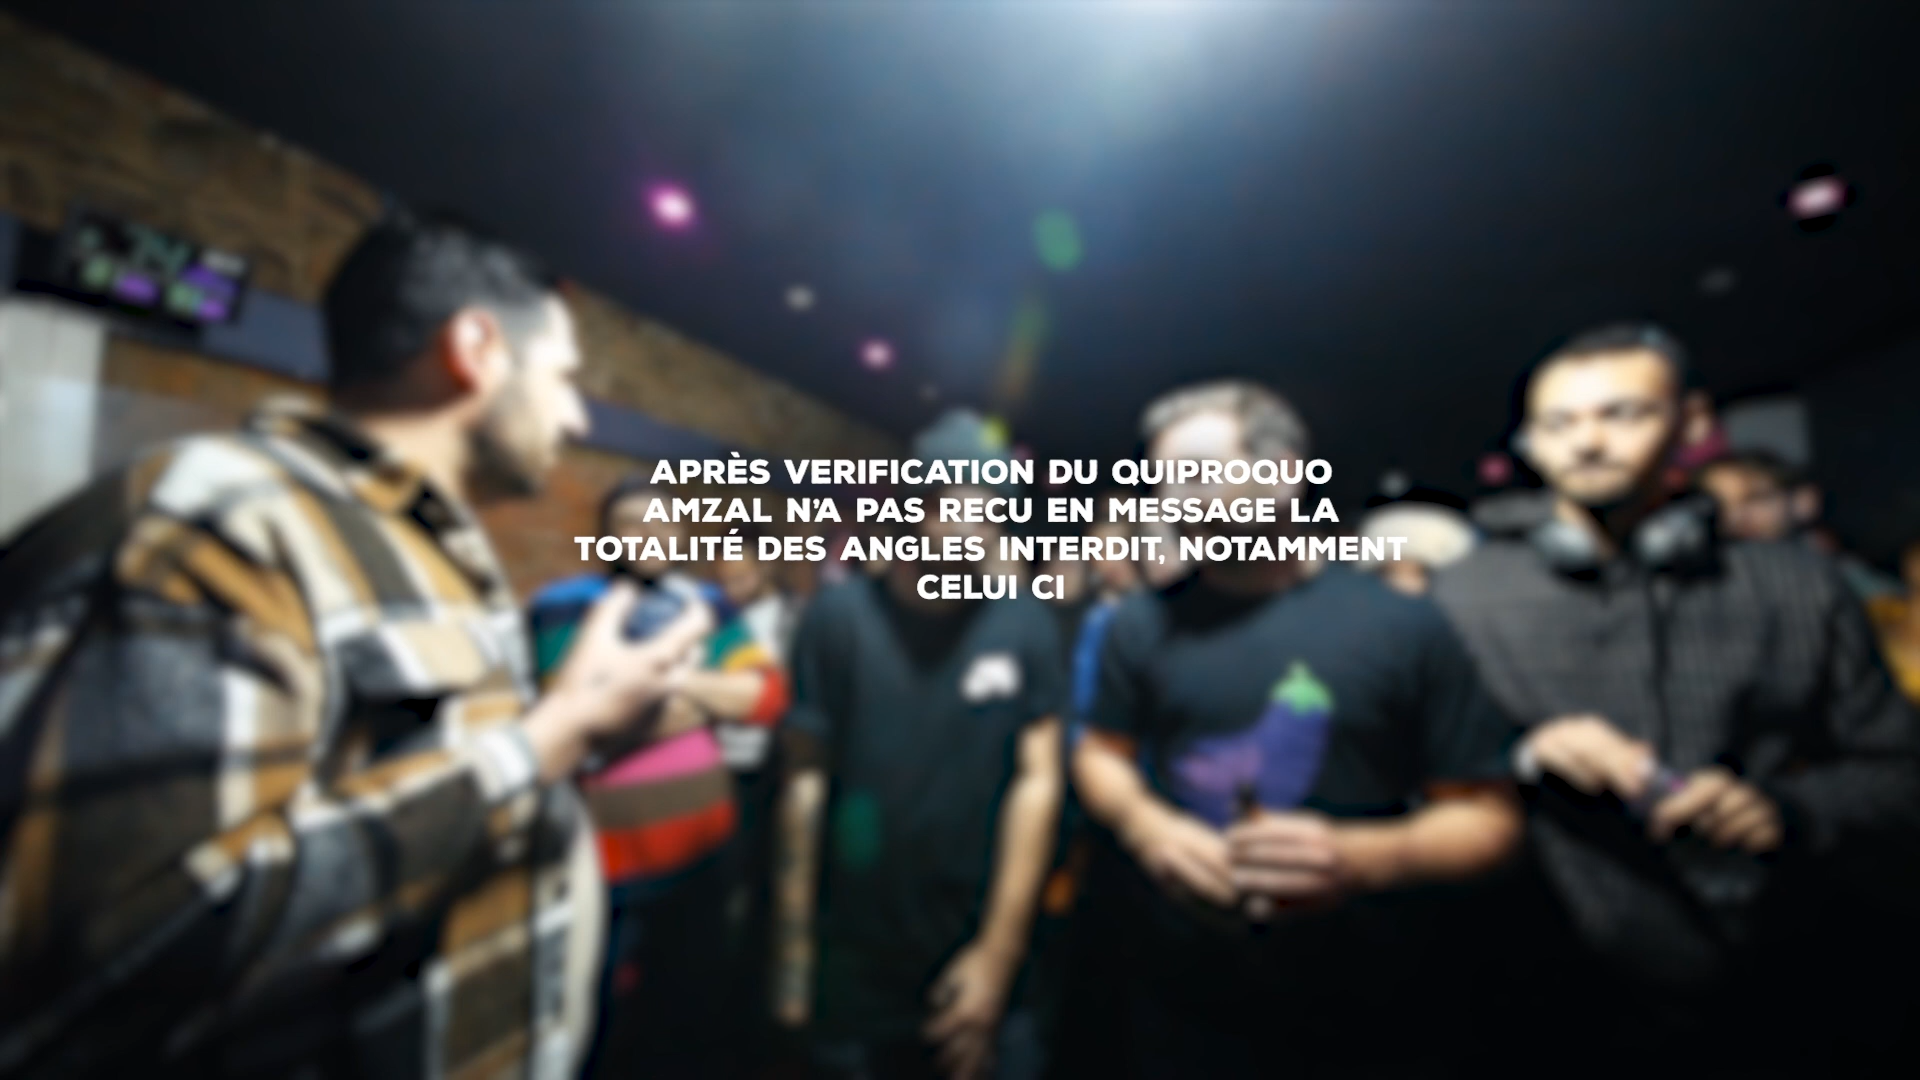 APRÈS VERIFICATION DU QUIPROQUO
AMZAL N'A PAS RECU EN MESSAGE LA
TOTALITÉ DES ANGLES INTERDIT, NOTAMMENT
CELUI CI